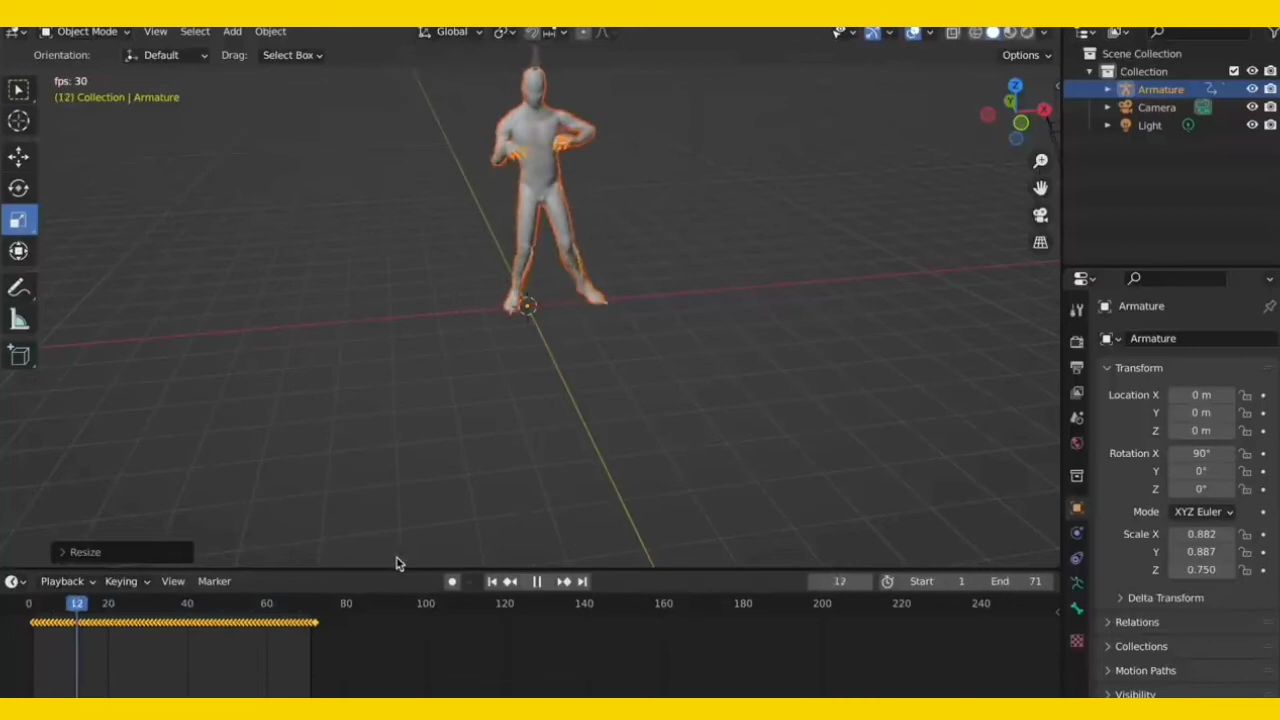 Object Mode View Select Add Object Global
Orientation: Default Drag: Select Box Options
fps: 30
(12) Collection | Armature
Z
Y
X
Scene Collection
Collection
Armature
Camera
Light
Armature
Armature
Transform
Location X 0 m
Y 0 m
Z 0 m
Rotation X 90°
Y 0°
Z 0°
Mode XYZ Euler
Scale X 0.882
Y 0.887
Z 0.750
Delta Transform
Relations
Collections
Motion Paths
Visibility
Resize
Playback Keying View Marker 12 Start 1 End 71
0 12 20 40 60 80 100 120 140 160 180 200 220 240